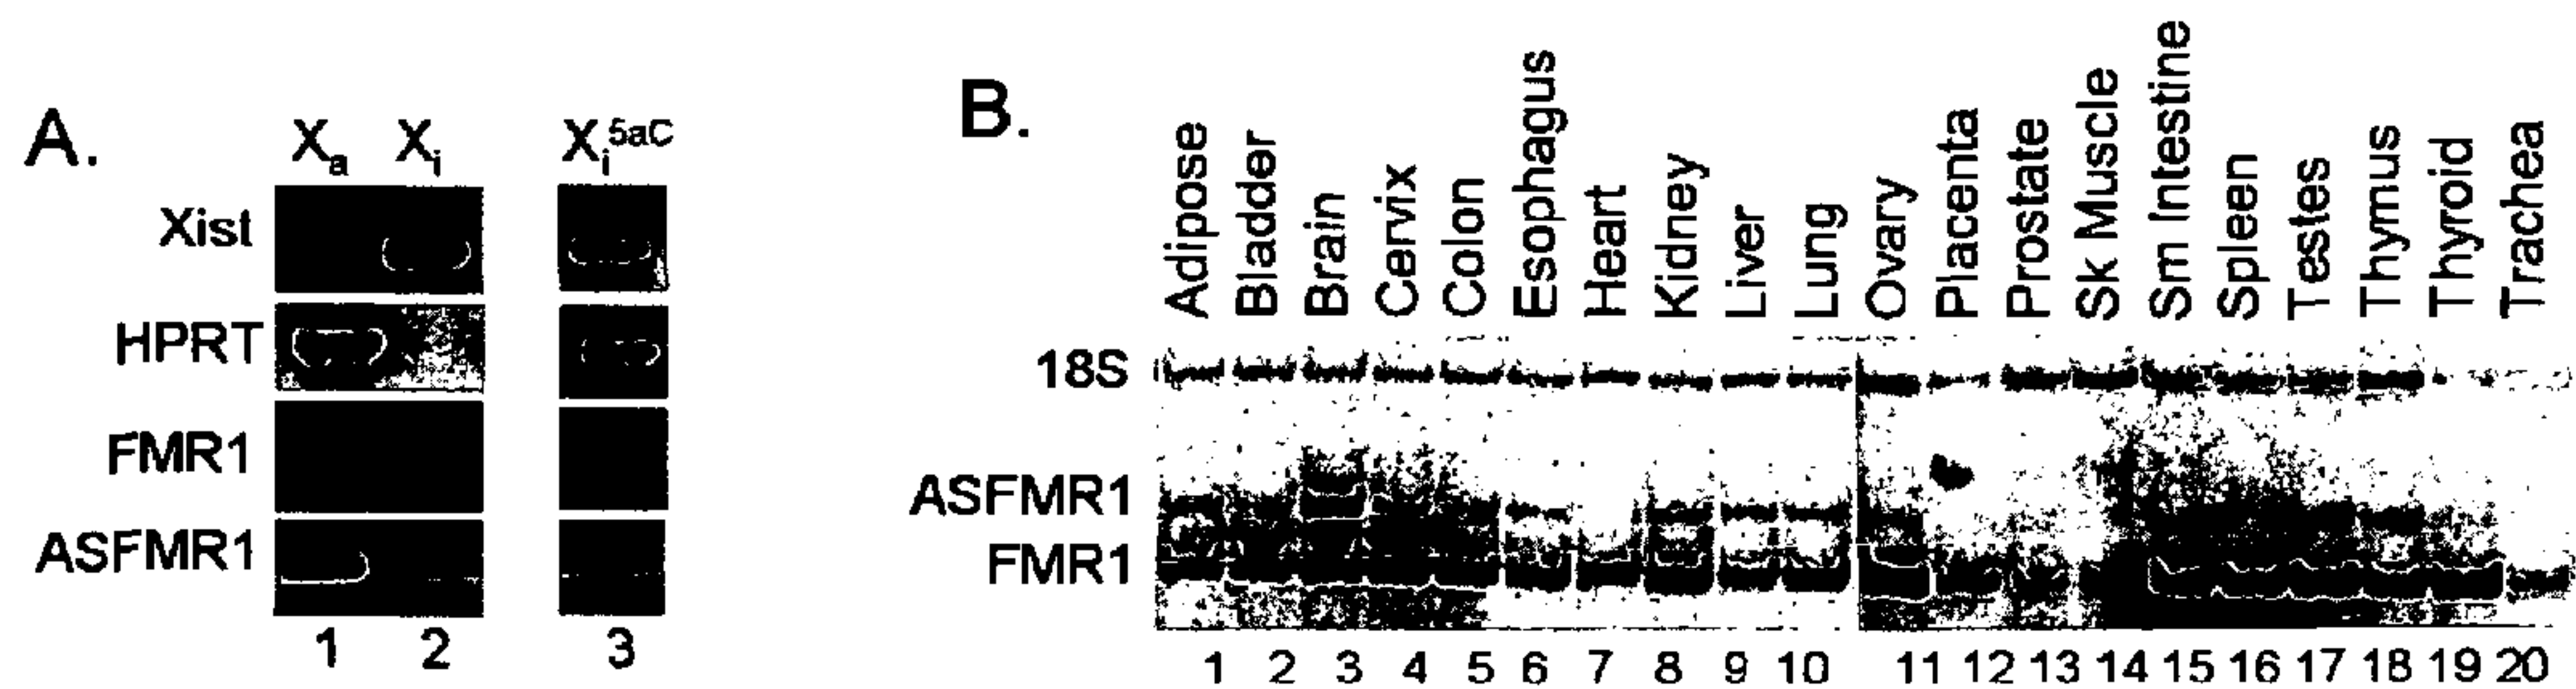 A.
Xa Xi Xi5aC
Xist
HPRT
FMR1
ASFMR1
1 2 3
B.
Adipose
Bladder
Brain
Cervix
Colon
Esophagus
Heart
Kidney
Liver
Lung
Ovary
Placenta
Prostate
Sk Muscle
Sm Intestine
Spleen
Testes
Thymus
Thyroid
Trachea
18S
ASFMR1
FMR1
1 2 3 4 5 6 7 8 9 10 11 12 13 14 15 16 17 18 19 20